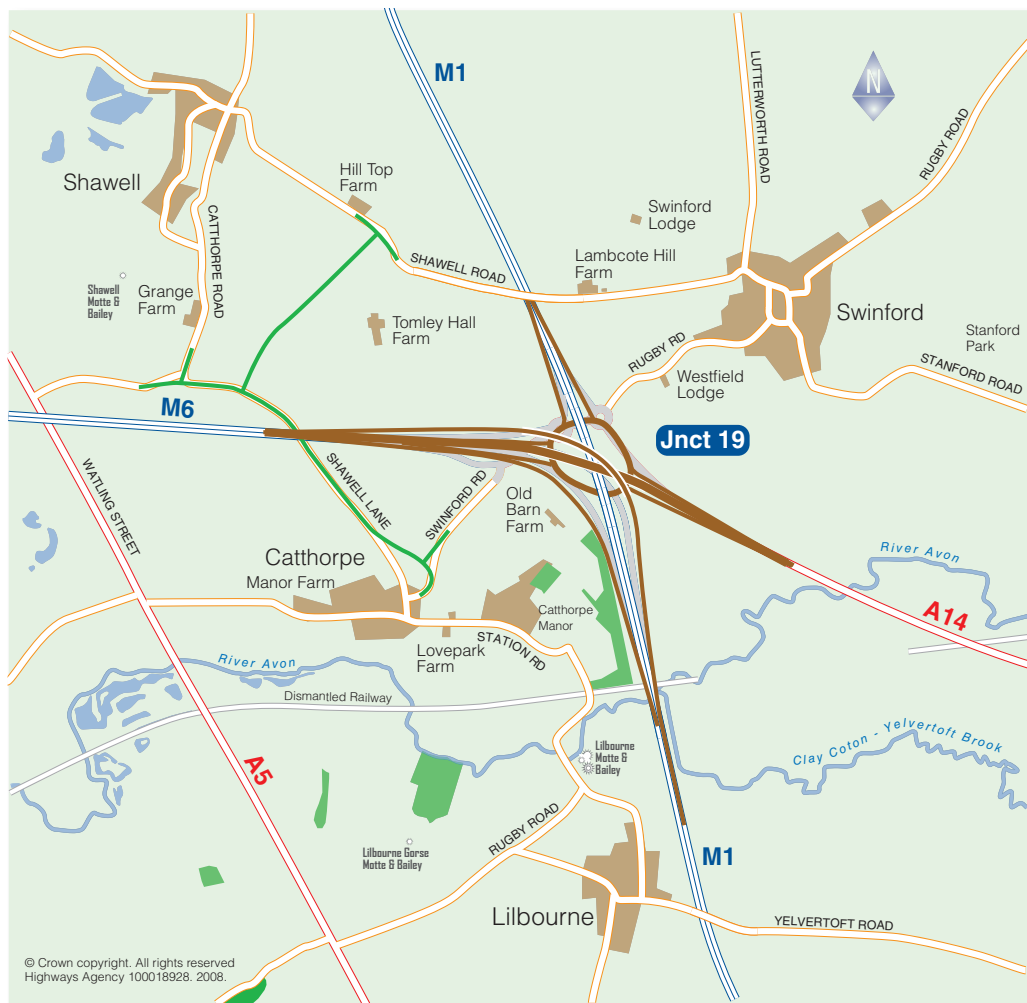 M1
N
LUTTERWORTH ROAD
RUGBY ROAD
Shawell
Hill Top
Farm
Swinford
Lodge
CATTHORPE ROAD
SHAWELL ROAD
Lambcote Hill
Farm
Shawell
Motte &
Bailey
Grange
Farm
Tomley Hall
Farm
Swinford
Stanford
Park
RUGBY RD
STANFORD ROAD
Westfield
Lodge
M6
Jnct 19
WATLING STREET
SHAWELL LANE
SWINFORD RD
Old
Barn
Farm
Catthorpe
Manor Farm
River Avon
A14
Catthorpe
Manor
Lovepark
Farm
STATION RD
River Avon
Dismantled Railway
Clay Coton - Yelvertoft Brook
Lilbourne
Motte &
Bailey
A5
RUGBY ROAD
Lilbourne Gorse
Motte & Bailey
M1
Lilbourne
YELVERTOFT ROAD
© Crown copyright. All rights reserved
Highways Agency 100018928. 2008.